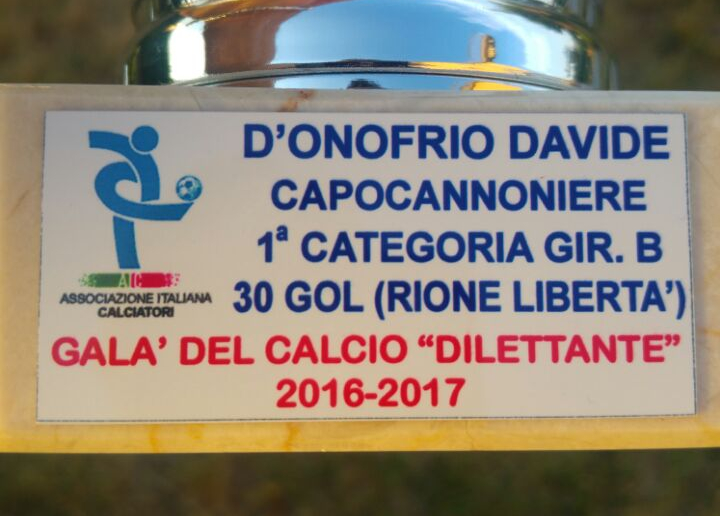 D'ONOFRIO DAVIDE
CAPOCANNONIERE
1ª CATEGORIA GIR. B
30 GOL (RIONE LIBERTA')
AIC
ASSOCIAZIONE ITALIANA
CALCIATORI
GALA' DEL CALCIO "DILETTANTE"
2016-2017